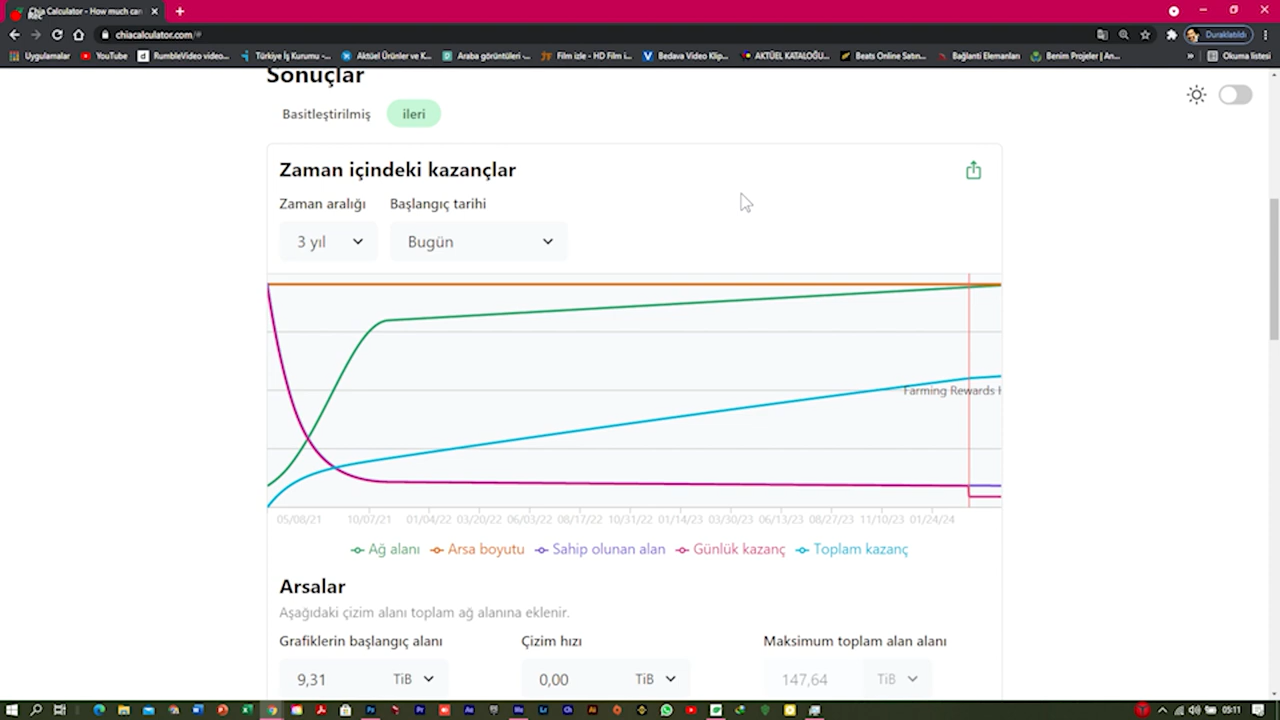 Chia Calculator - How much can
Rec
chiacalculator.com/#
Duraklatıldı
Uygulamalar
YouTube
RumbleVideo video...
Türkiye İş Kurumu -...
Aktüel Ürünler ve K...
Araba görüntüleri -...
Film izle - HD Film i...
Bedava Video Klip...
AKTÜEL KATALOĞU...
Beats Online Satın...
Bağlanti Elemanları
Benim Projeler | An...
»
Okuma listesi
Sonuçlar
Basitleştirilmiş
ileri
Zaman içindeki kazançlar
Zaman aralığı
Başlangıç tarihi
3 yıl
Bugün
Farming Rewards H
05/08/21
10/07/21
01/04/22
03/20/22
06/03/22
08/17/22
10/31/22
01/14/23
03/30/23
06/13/23
08/27/23
11/10/23
01/24/24
Ağ alanı
Arsa boyutu
Sahip olunan alan
Günlük kazanç
Toplam kazanç
Arsalar
Aşağıdaki çizim alanı toplam ağ alanına eklenir.
Grafiklerin başlangıç alanı
Çizim hızı
Maksimum toplam alan alanı
9,31
TiB
0,00
TiB
147,64
TiB
05:11